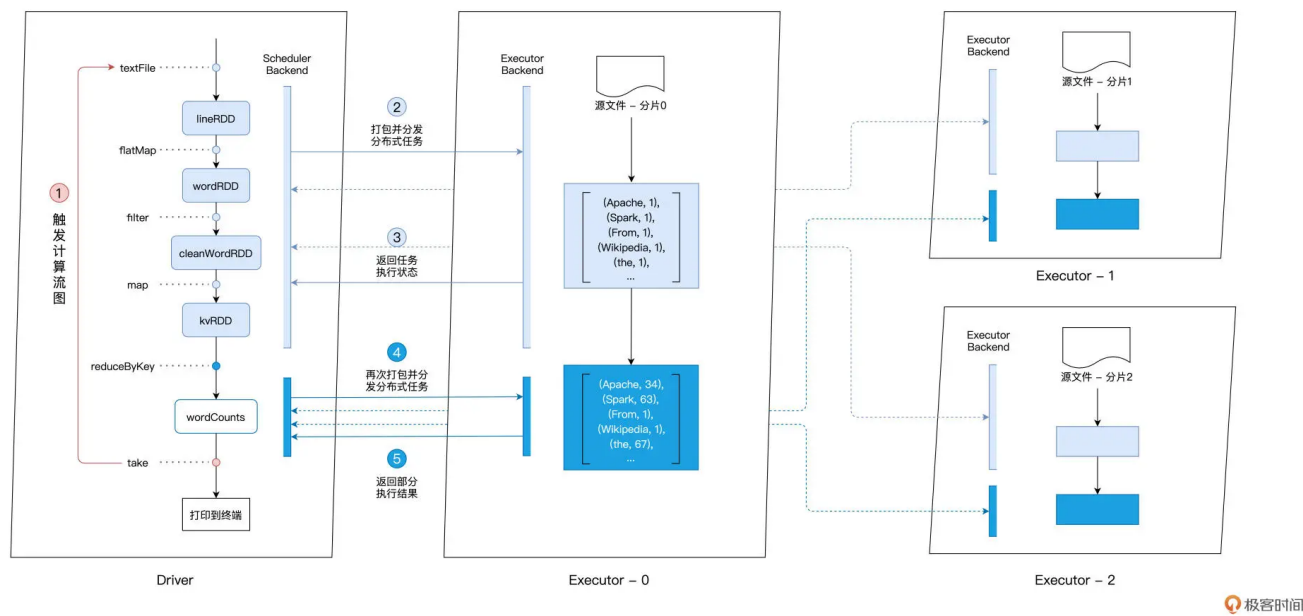 textFile
lineRDD
flatMap
wordRDD
filter
cleanWordRDD
map
kvRDD
reduceByKey
wordCounts
take
打印到终端
1
触发计算流图
Scheduler
Backend
Driver
2
打包并分发
分布式任务
3
返回任务
执行状态
4
再次打包并分
发分布式任务
5
返回部分
执行结果
Executor
Backend
源文件 – 分片0
(Apache, 1),
(Spark, 1),
(From, 1),
(Wikipedia, 1),
(the, 1),
...
(Apache, 34),
(Spark, 63),
(From, 1),
(Wikipedia, 1),
(the, 67),
...
Executor – 0
Executor
Backend
源文件 – 分片1
Executor – 1
Executor
Backend
源文件 – 分片2
Executor – 2
极客时间